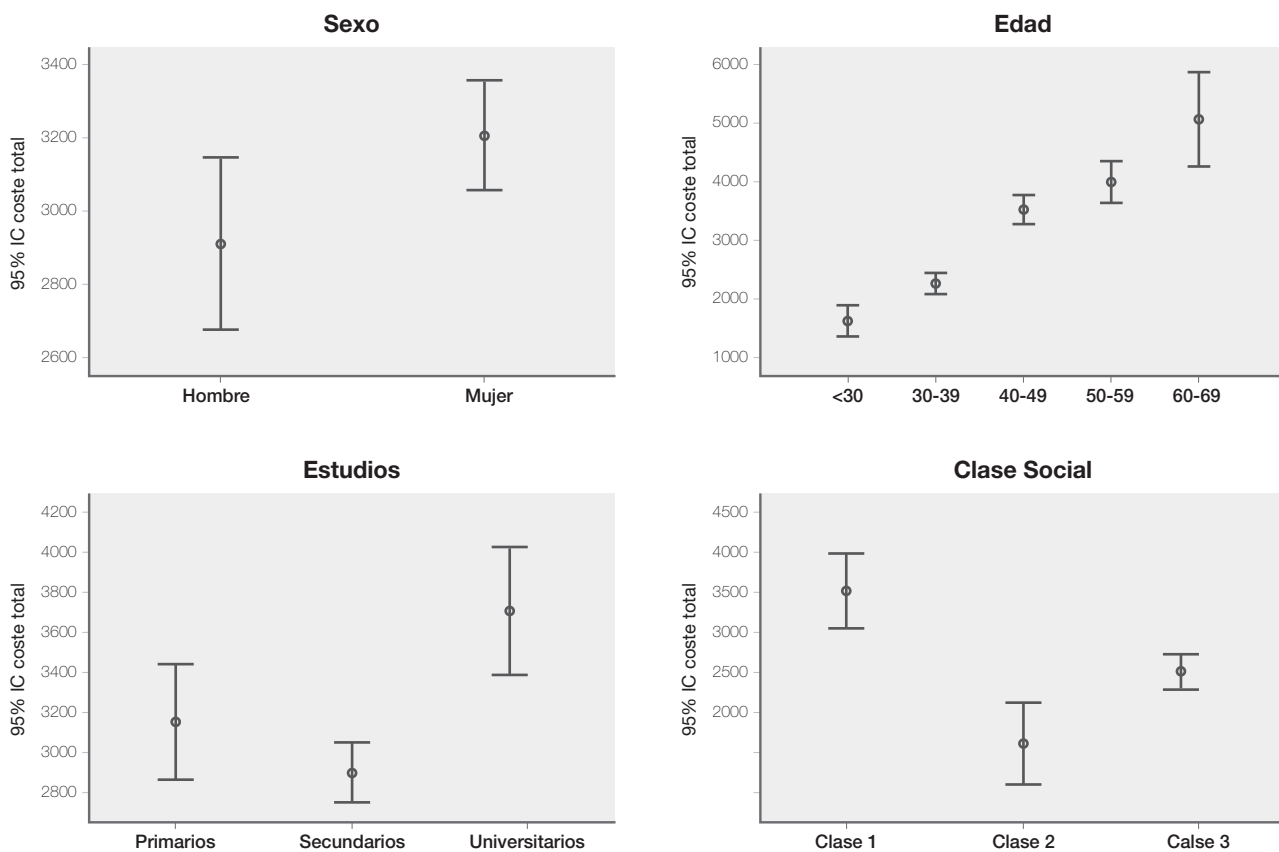 Sexo
95% IC coste total
3400
3200
3000
2800
2600
Hombre Mujer
Edad
95% IC coste total
6000
5000
4000
3000
2000
1000
<30 30-39 40-49 50-59 60-69
Estudios
95% IC coste total
4200
4000
3800
3600
3400
3200
3000
2800
Primarios Secundarios Universitarios
Clase Social
95% IC coste total
4500
4000
3500
3000
2500
2000
Clase 1 Clase 2 Calse 3